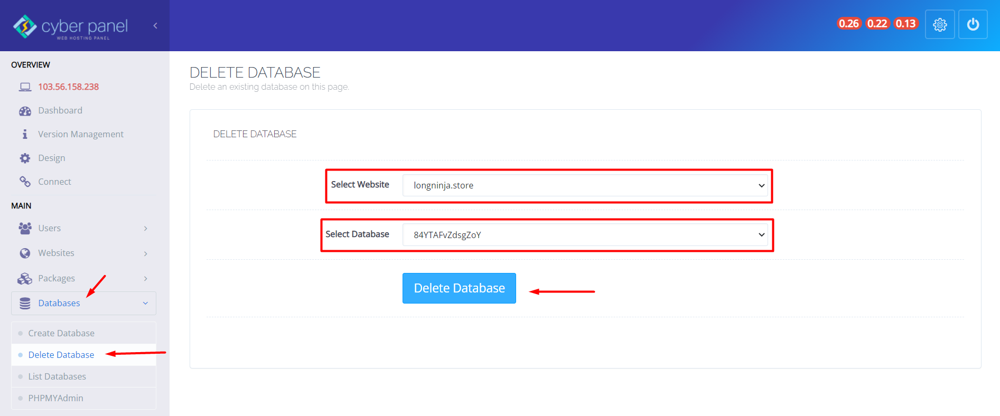 cyber panel
WEB HOSTING PANEL
0.26 0.22 0.13
OVERVIEW
103.56.158.238
Dashboard
Version Management
Design
Connect
MAIN
Users
Websites
Packages
Databases
Create Database
Delete Database
List Databases
PHPMYAdmin
DELETE DATABASE
Delete an existing database on this page.
DELETE DATABASE
Select Website longninja.store
Select Database 84YTAFvZdsgZoY
Delete Database